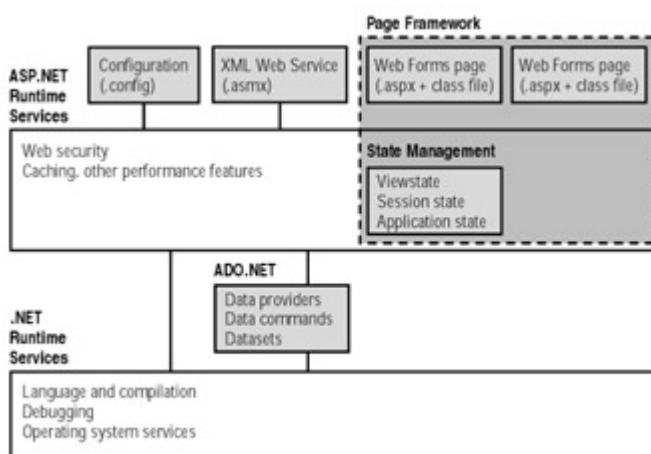 Page Framework
ASP.NET
Runtime
Services
Configuration
(.config)
XML Web Service
(.asmx)
Web Forms page
(.aspx + class file)
Web Forms page
(.aspx + class file)
Web security
Caching, other performance features
State Management
Viewstate
Session state
Application state
ADO.NET
Data providers
Data commands
Datasets
.NET
Runtime
Services
Language and compilation
Debugging
Operating system services